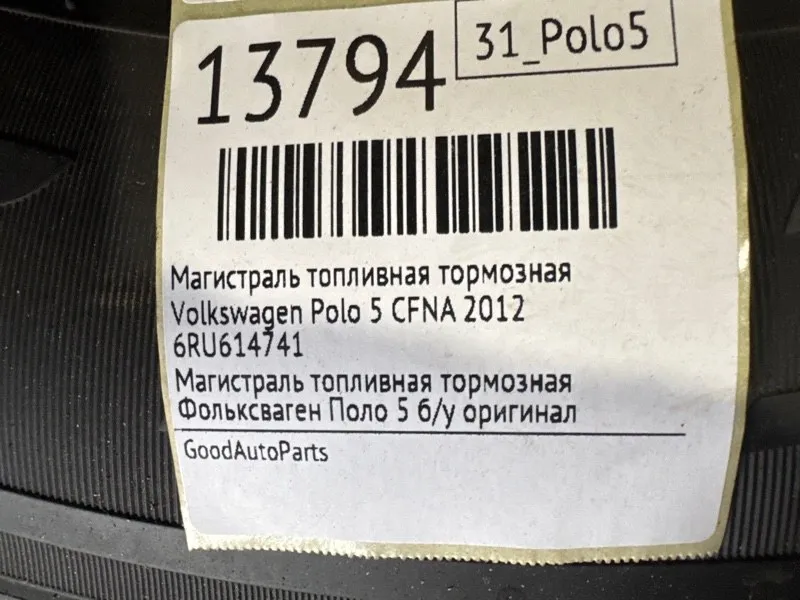 13794
31_Polo5
Магистраль топливная тормозная
Volkswagen Polo 5 CFNA 2012
6RU614741
Магистраль топливная тормозная
Фольксваген Поло 5 б/у оригинал
GoodAutoParts